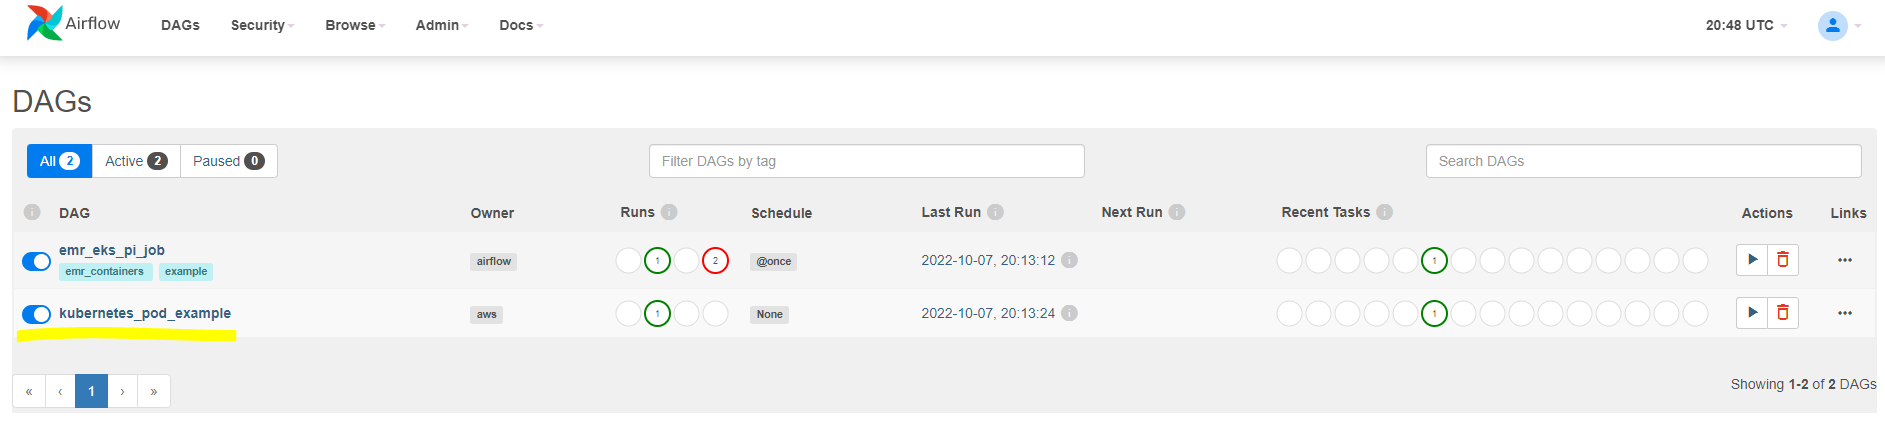 Airflow DAGs Security Browse Admin Docs 20:48 UTC
DAGs
All 2 Active 2 Paused 0 Filter DAGs by tag Search DAGs
i DAG Owner Runs i Schedule Last Run i Next Run i Recent Tasks i Actions Links
emr_eks_pi_job
airflow 1 2 @once 2022-10-07, 20:13:12 i 1 ...
emr_containers example
kubernetes_pod_example aws 1 None 2022-10-07, 20:13:24 i 1 ...
« ‹ 1 › » Showing 1-2 of 2 DAGs